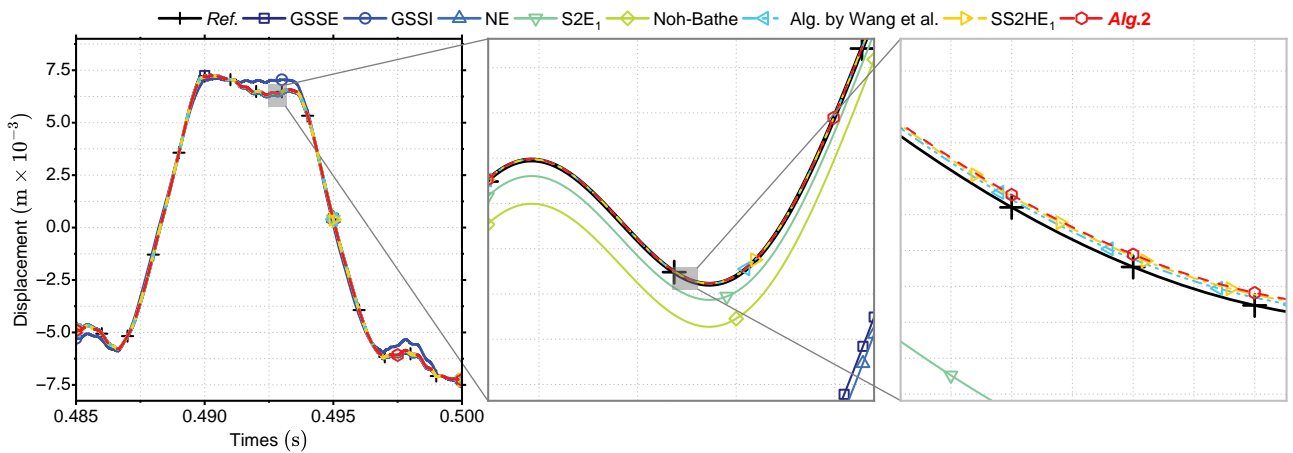 Ref. GSSE GSSI NE S2E₁ Noh-Bathe Alg. by Wang et al. SS2HE₁ Alg.2
Displacement (m × 10⁻³)
7.5
5.0
2.5
0.0
−2.5
−5.0
−7.5
0.485 0.490 0.495 0.500
Times (s)